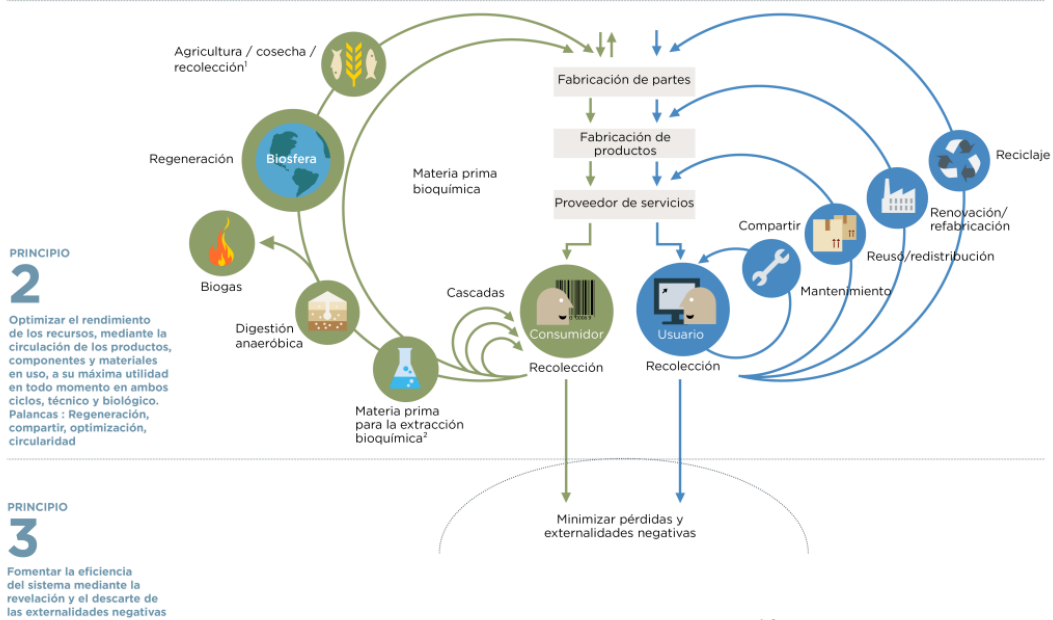 Agricultura / cosecha /
recolección¹
Regeneración
Biosfera
Biogas
Digestión
anaeróbica
Materia prima
para la extracción
bioquímica²
Materia prima
bioquímica
Cascadas
Fabricación de partes
Fabricación de
productos
Proveedor de servicios
Consumidor
Recolección
Usuario
Recolección
Compartir
Mantenimiento
Reuso/redistribución
Renovación/
refabricación
Reciclaje
PRINCIPIO
2
Optimizar el rendimiento
de los recursos, mediante la
circulación de los productos,
componentes y materiales
en uso, a su máxima utilidad
en todo momento en ambos
ciclos, técnico y biológico.
Palancas : Regeneración,
compartir, optimización,
circularidad
Minimizar pérdidas y
externalidades negativas
PRINCIPIO
3
Fomentar la eficiencia
del sistema mediante la
revelación y el descarte de
las externalidades negativas